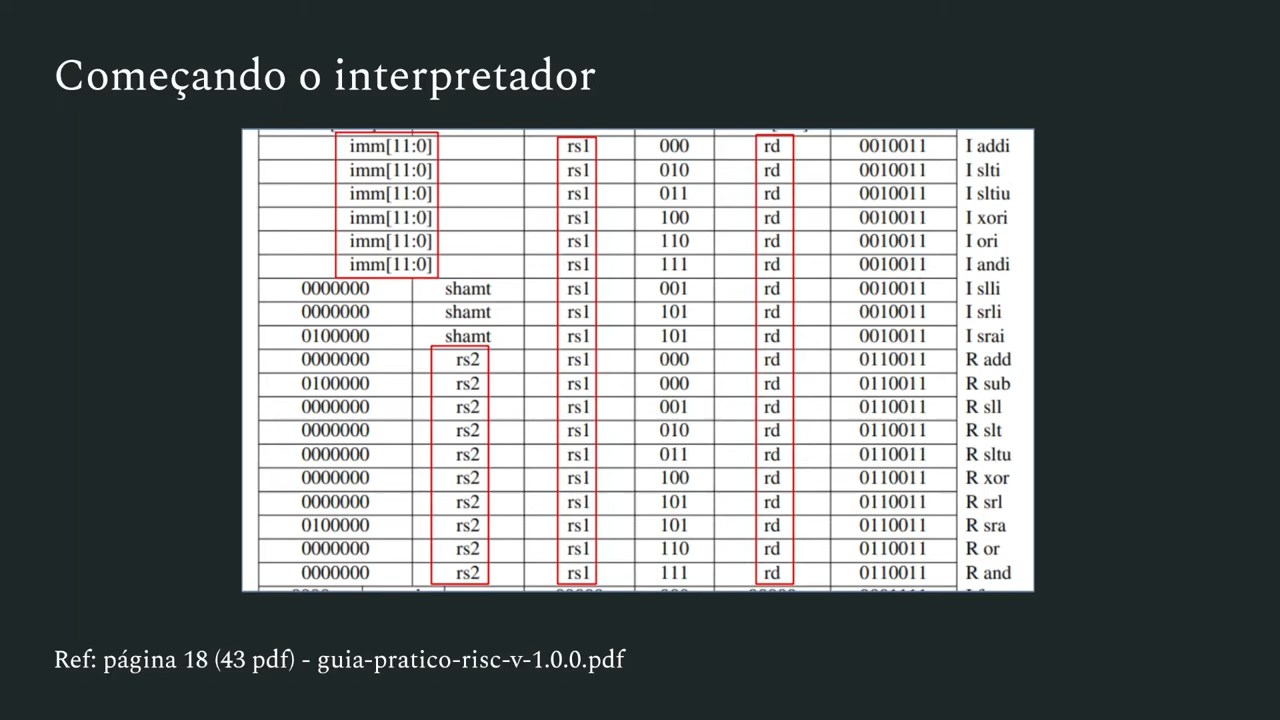 Começando o interpretador
imm[11:0] rs1 000 rd 0010011 I addi
imm[11:0] rs1 010 rd 0010011 I slti
imm[11:0] rs1 011 rd 0010011 I sltiu
imm[11:0] rs1 100 rd 0010011 I xori
imm[11:0] rs1 110 rd 0010011 I ori
imm[11:0] rs1 111 rd 0010011 I andi
0000000 shamt rs1 001 rd 0010011 I slli
0000000 shamt rs1 101 rd 0010011 I srli
0100000 shamt rs1 101 rd 0010011 I srai
0000000 rs2 rs1 000 rd 0110011 R add
0100000 rs2 rs1 000 rd 0110011 R sub
0000000 rs2 rs1 001 rd 0110011 R sll
0000000 rs2 rs1 010 rd 0110011 R slt
0000000 rs2 rs1 011 rd 0110011 R sltu
0000000 rs2 rs1 100 rd 0110011 R xor
0000000 rs2 rs1 101 rd 0110011 R srl
0100000 rs2 rs1 101 rd 0110011 R sra
0000000 rs2 rs1 110 rd 0110011 R or
0000000 rs2 rs1 111 rd 0110011 R and
Ref: página 18 (43 pdf) - guia-pratico-risc-v-1.0.0.pdf